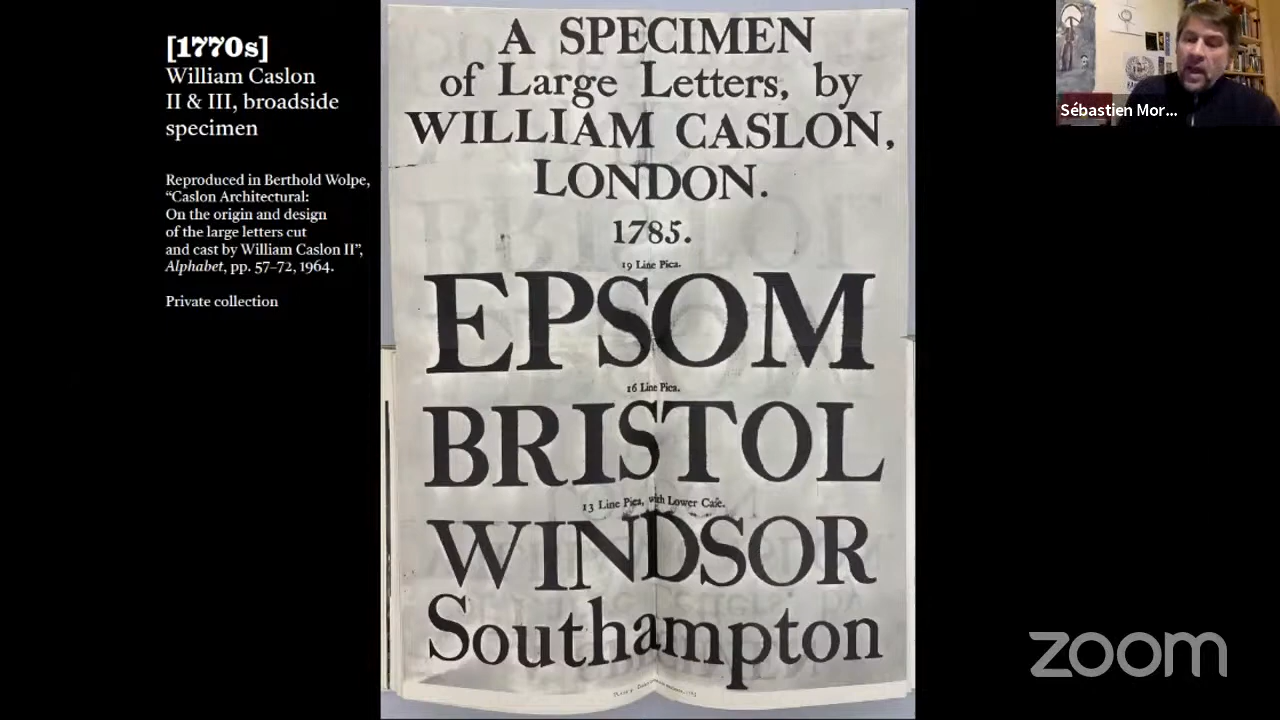 [1770s]
William Caslon
II & III, broadside
specimen
Reproduced in Berthold Wolpe,
“Caslon Architectural:
On the origin and design
of the large letters cut
and cast by William Caslon II”,
Alphabet, pp. 57–72, 1964.
Private collection
A SPECIMEN
of Large Letters, by
WILLIAM CASLON,
LONDON.
1785.
19 Line Pica.
EPSOM
16 Line Pica.
BRISTOL
13 Line Pica, with Lower Caſe.
WINDSOR
Southampton
Sébastien Mor...
zoom